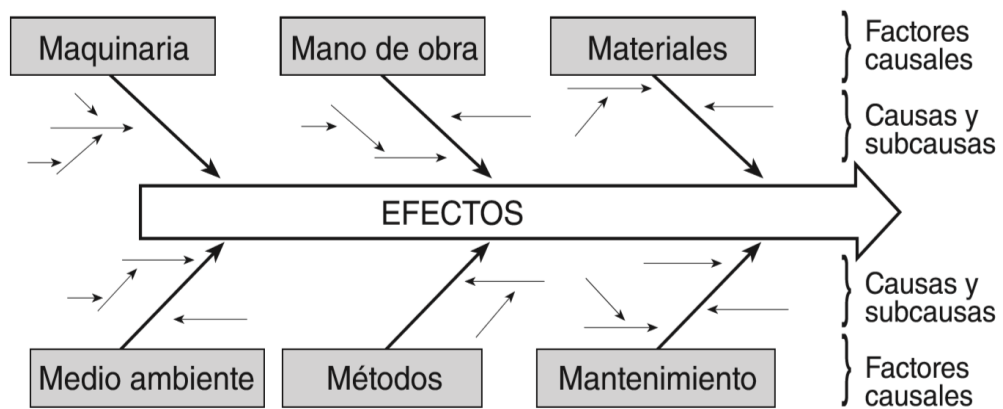 Maquinaria
Mano de obra
Materiales
Factores
causales
Causas y
subcausas
EFECTOS
Causas y
subcausas
Medio ambiente
Métodos
Mantenimiento
Factores
causales